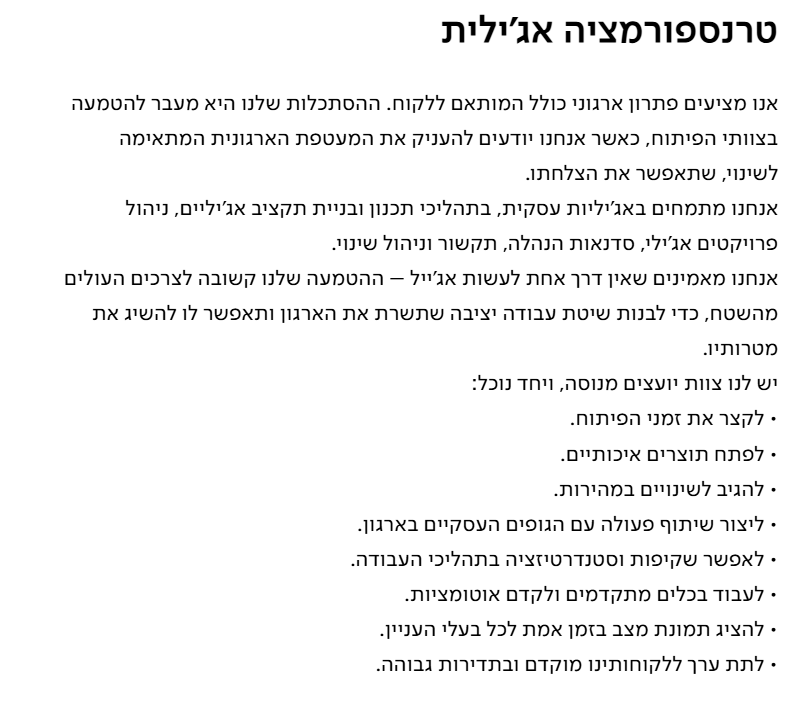 טרנספורמציה אג'ילית
אנו מציעים פתרון ארגוני כולל המותאם ללקוח. ההסתכלות שלנו היא מעבר להטמעה
בצוותי הפיתוח, כאשר אנחנו יודעים להעניק את המעטפת הארגונית המתאימה
לשינוי, שתאפשר את הצלחתו.
אנחנו מתמחים באג'יליות עסקית, בתהליכי תכנון ובניית תקציב אג'יליים, ניהול
פרויקטים אג'ילי, סדנאות הנהלה, תקשור וניהול שינוי.
אנחנו מאמינים שאין דרך אחת לעשות אג'ייל – ההטמעה שלנו קשובה לצרכים העולים
מהשטח, כדי לבנות שיטת עבודה יציבה שתשרת את הארגון ותאפשר לו להשיג את
מטרותיו.
יש לנו צוות יועצים מנוסה, ויחד נוכל:
• לקצר את זמני הפיתוח.
• לפתח תוצרים איכותיים.
• להגיב לשינויים במהירות.
• ליצור שיתוף פעולה עם הגופים העסקיים בארגון.
• לאפשר שקיפות וסטנדרטיזציה בתהליכי העבודה.
• לעבוד בכלים מתקדמים ולקדם אוטומציות.
• להציג תמונת מצב בזמן אמת לכל בעלי העניין.
• לתת ערך ללקוחותינו מוקדם ובתדירות גבוהה.